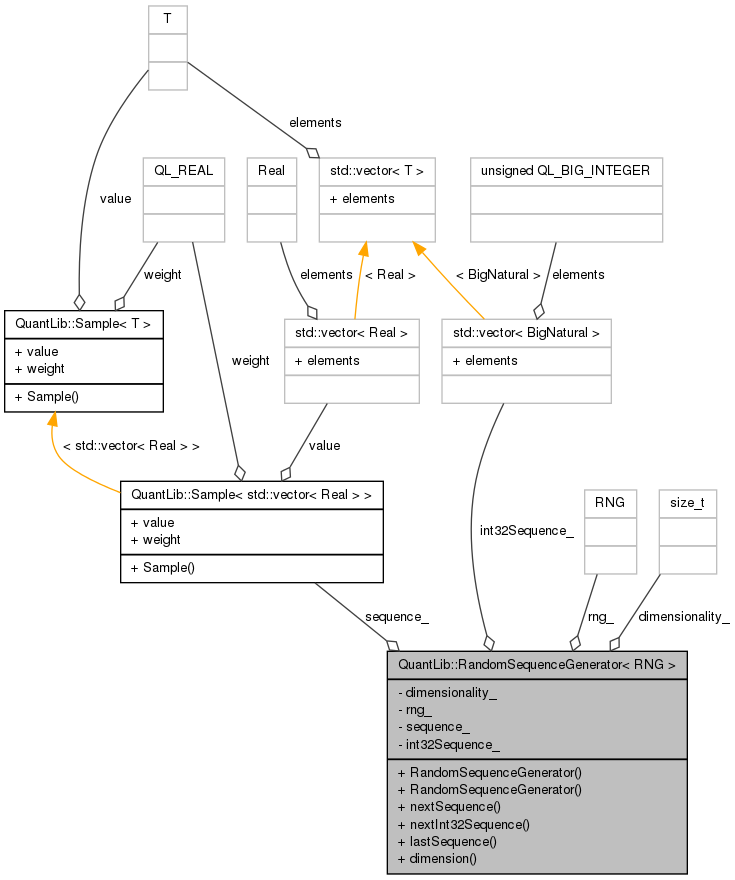 T
elements
QL_REAL
Real
std::vector< T >
+ elements
unsigned QL_BIG_INTEGER
value
weight
elements
< Real >
< BigNatural >
elements
QuantLib::Sample< T >
+ value
+ weight
+ Sample()
std::vector< Real >
+ elements
std::vector< BigNatural >
+ elements
weight
< std::vector< Real > >
value
QuantLib::Sample< std::vector< Real > >
+ value
+ weight
+ Sample()
RNG
size_t
int32Sequence_
sequence_
rng_
dimensionality_
QuantLib::RandomSequenceGenerator< RNG >
- dimensionality_
- rng_
- sequence_
- int32Sequence_
+ RandomSequenceGenerator()
+ RandomSequenceGenerator()
+ nextSequence()
+ nextInt32Sequence()
+ lastSequence()
+ dimension()